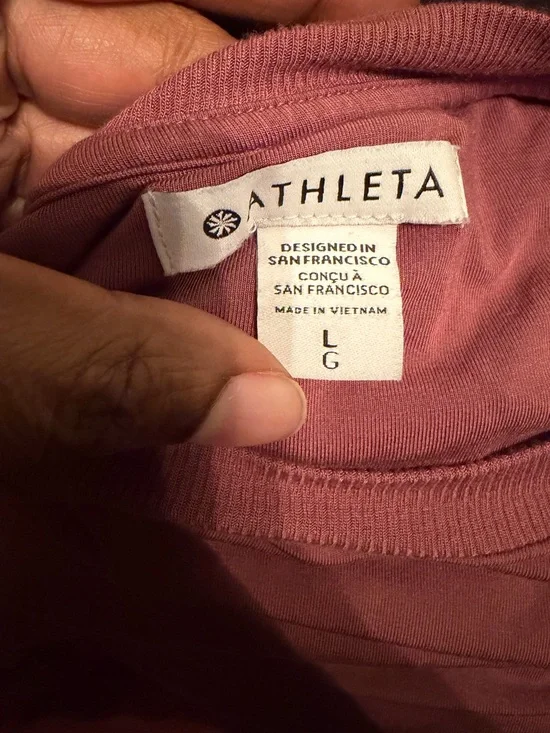 ATHLETA
DESIGNED IN
SAN FRANCISCO
CONÇU À
SAN FRANCISCO
MADE IN VIETNAM
L
G